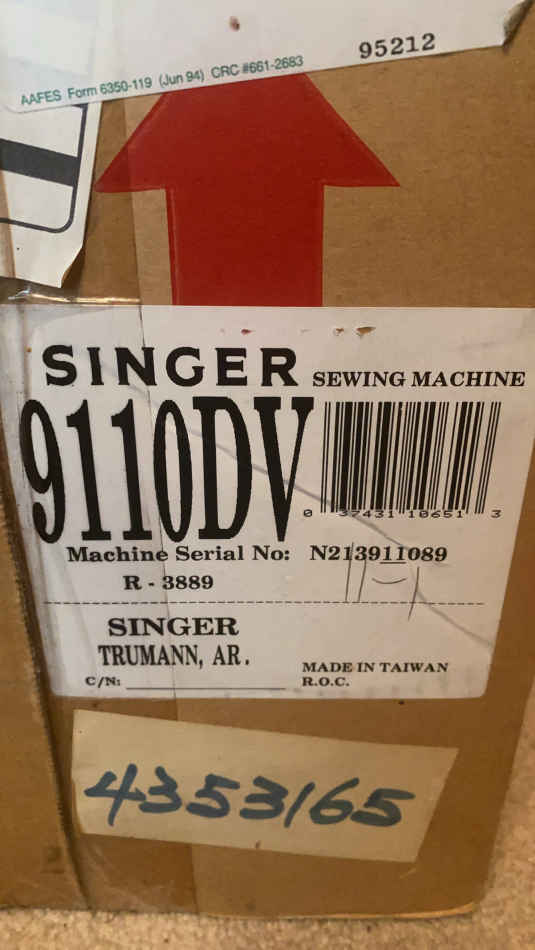 95212
AAFES Form 6350-119 (Jun 94) CRC #661-2683
SINGER SEWING MACHINE
9110DV
0 37431 10651 3
Machine Serial No: N213911089
R - 3889
SINGER
TRUMANN, AR.
C/N:
MADE IN TAIWAN
R.O.C.
4353165